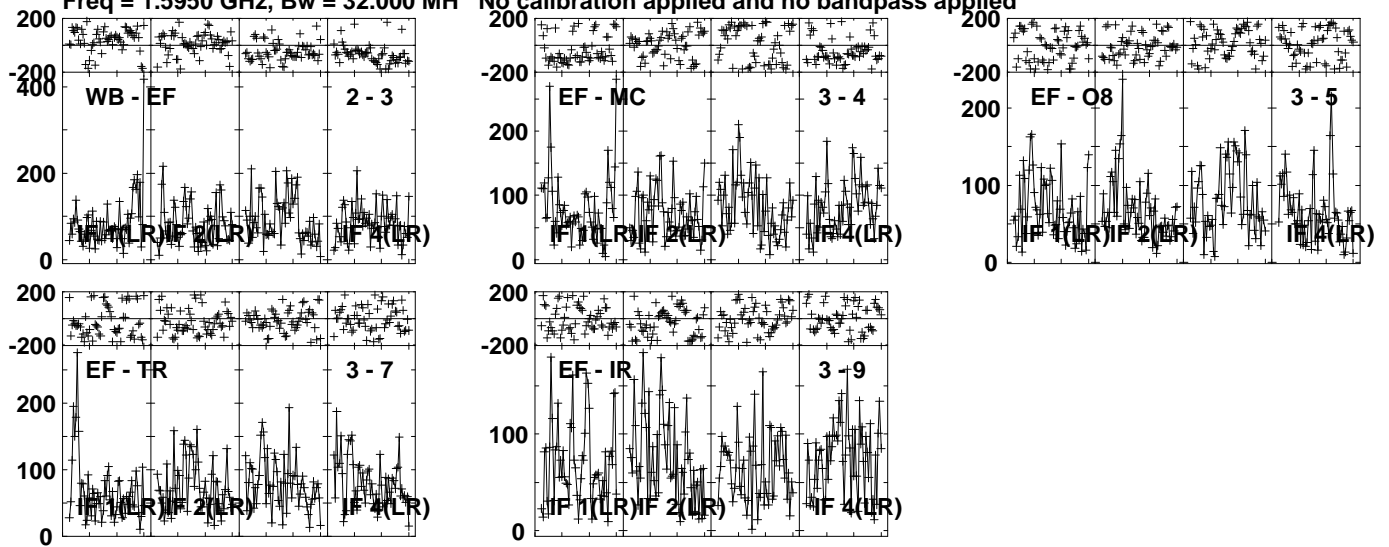 Freq = 1.5950 GHz, Bw = 32.000 MH No calibration applied and no bandpass applied
200
-200
400
200
0
WB - EF 2 - 3
IF 1(LR) IF 2(LR) IF 4(LR)
200
-200
200
100
0
EF - MC 3 - 4
IF 1(LR) IF 2(LR) IF 4(LR)
200
-200
200
100
0
EF - O8 3 - 5
IF 1(LR) IF 2(LR) IF 4(LR)
200
-200
200
100
0
EF - TR 3 - 7
IF 1(LR) IF 2(LR) IF 4(LR)
200
-200
100
0
EF - IR 3 - 9
IF 1(LR) IF 2(LR) IF 4(LR)